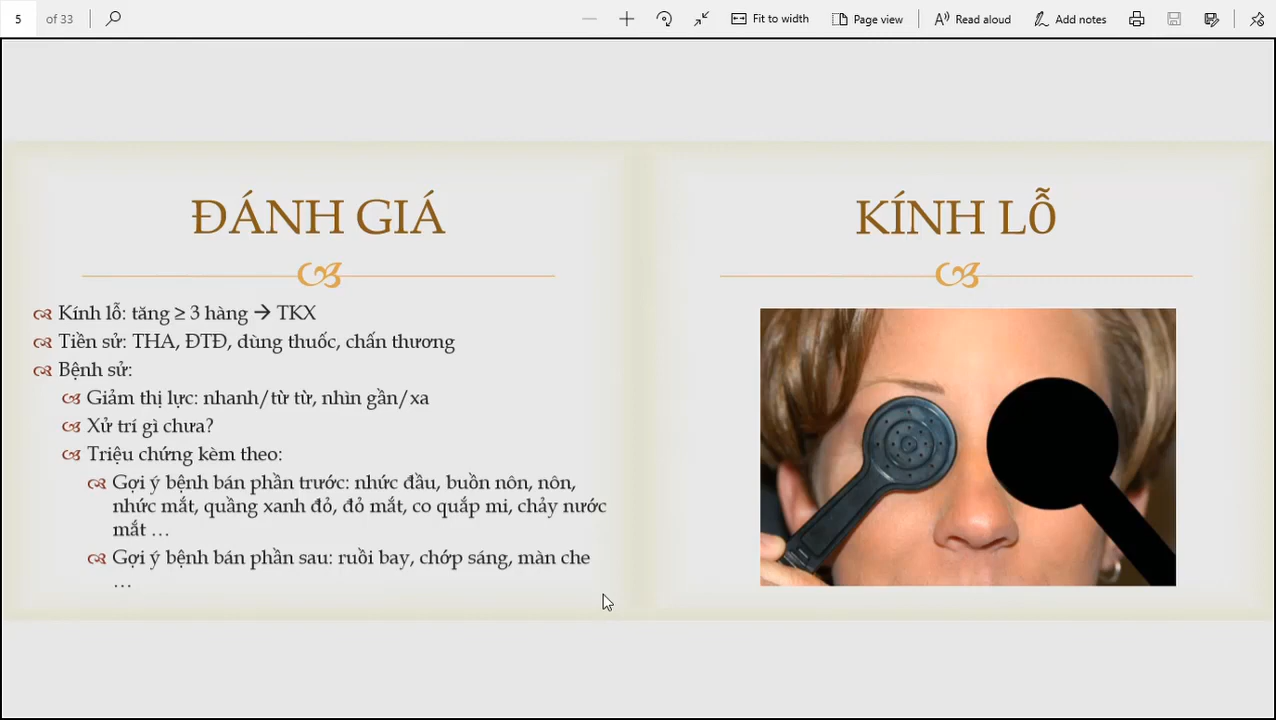 5 of 33
Fit to width
Page view
Read aloud
Add notes
ĐÁNH GIÁ
Kính lỗ: tăng ≥ 3 hàng → TKX
Tiền sử: THA, ĐTĐ, dùng thuốc, chấn thương
Bệnh sử:
Giảm thị lực: nhanh/từ từ, nhìn gần/xa
Xử trí gì chưa?
Triệu chứng kèm theo:
Gợi ý bệnh bán phần trước: nhức đầu, buồn nôn, nôn,
nhức mắt, quầng xanh đỏ, đỏ mắt, co quắp mi, chảy nước
mắt …
Gợi ý bệnh bán phần sau: ruồi bay, chớp sáng, màn che
…
KÍNH LỖ